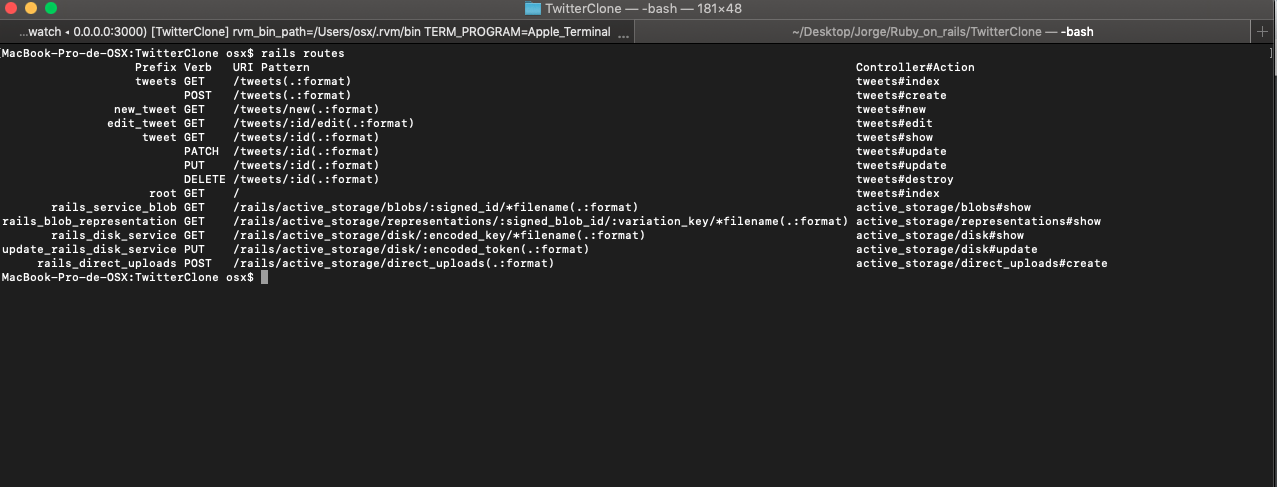 TwitterClone — -bash — 181×48
...watch ◂ 0.0.0.0:3000) [TwitterClone] rvm_bin_path=/Users/osx/.rvm/bin TERM_PROGRAM=Apple_Terminal ... ~/Desktop/Jorge/Ruby_on_rails/TwitterClone — -bash +
[MacBook-Pro-de-OSX:TwitterClone osx$ rails routes ]
Prefix Verb URI Pattern Controller#Action
tweets GET /tweets(.:format) tweets#index
POST /tweets(.:format) tweets#create
new_tweet GET /tweets/new(.:format) tweets#new
edit_tweet GET /tweets/:id/edit(.:format) tweets#edit
tweet GET /tweets/:id(.:format) tweets#show
PATCH /tweets/:id(.:format) tweets#update
PUT /tweets/:id(.:format) tweets#update
DELETE /tweets/:id(.:format) tweets#destroy
root GET / tweets#index
rails_service_blob GET /rails/active_storage/blobs/:signed_id/*filename(.:format) active_storage/blobs#show
rails_blob_representation GET /rails/active_storage/representations/:signed_blob_id/:variation_key/*filename(.:format) active_storage/representations#show
rails_disk_service GET /rails/active_storage/disk/:encoded_key/*filename(.:format) active_storage/disk#show
update_rails_disk_service PUT /rails/active_storage/disk/:encoded_token(.:format) active_storage/disk#update
rails_direct_uploads POST /rails/active_storage/direct_uploads(.:format) active_storage/direct_uploads#create
MacBook-Pro-de-OSX:TwitterClone osx$